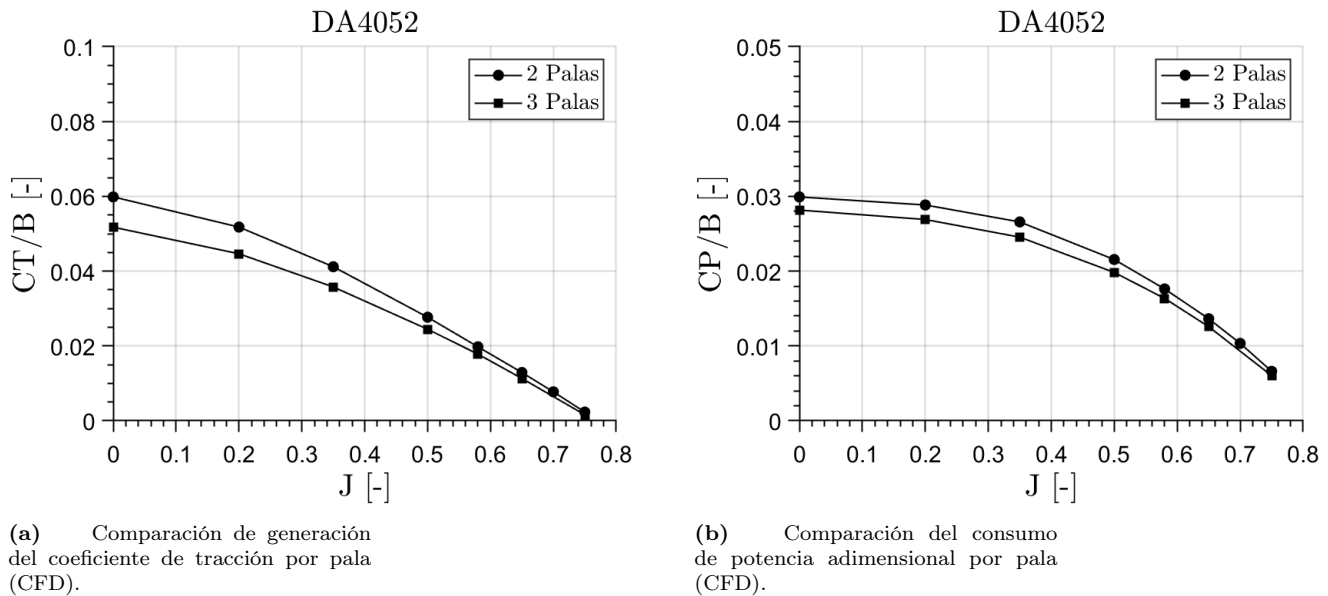 DA4052
0.1
0.08
0.06
0.04
0.02
0
CT/B [-]
2 Palas
3 Palas
0 0.1 0.2 0.3 0.4 0.5 0.6 0.7 0.8
J [-]
(a) Comparación de generación
del coeficiente de tracción por pala
(CFD).
DA4052
0.05
0.04
0.03
0.02
0.01
0
CP/B [-]
2 Palas
3 Palas
0 0.1 0.2 0.3 0.4 0.5 0.6 0.7 0.8
J [-]
(b) Comparación del consumo
de potencia adimensional por pala
(CFD).